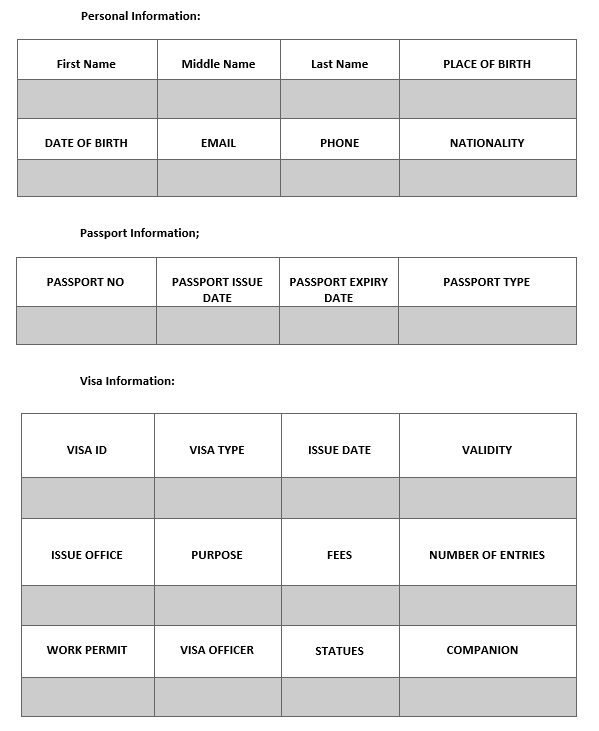 Personal Information:
First Name Middle Name Last Name PLACE OF BIRTH
DATE OF BIRTH EMAIL PHONE NATIONALITY
Passport Information;
PASSPORT NO PASSPORT ISSUE DATE PASSPORT EXPIRY DATE PASSPORT TYPE
Visa Information:
VISA ID VISA TYPE ISSUE DATE VALIDITY
ISSUE OFFICE PURPOSE FEES NUMBER OF ENTRIES
WORK PERMIT VISA OFFICER STATUES COMPANION